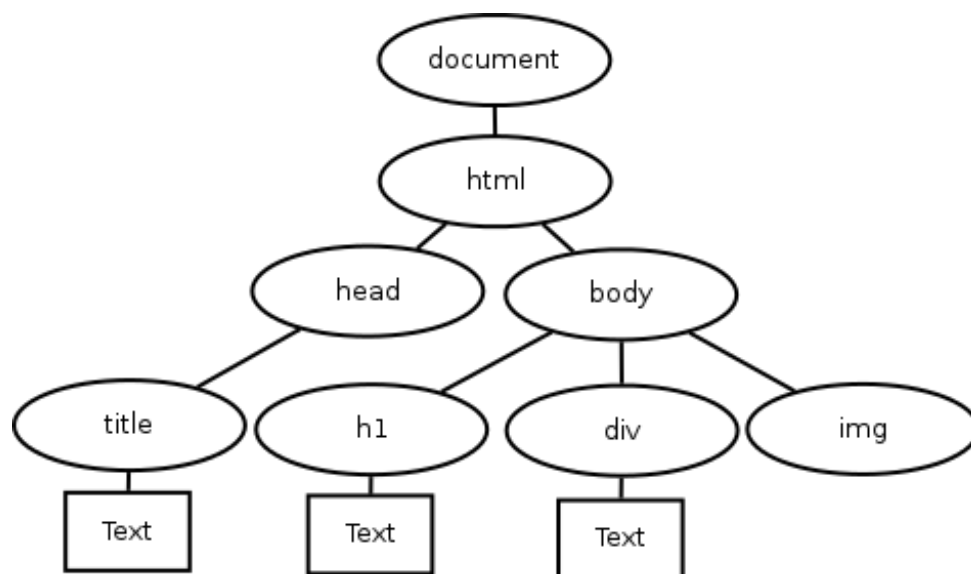 document
html
head
body
title
h1
div
img
Text
Text
Text